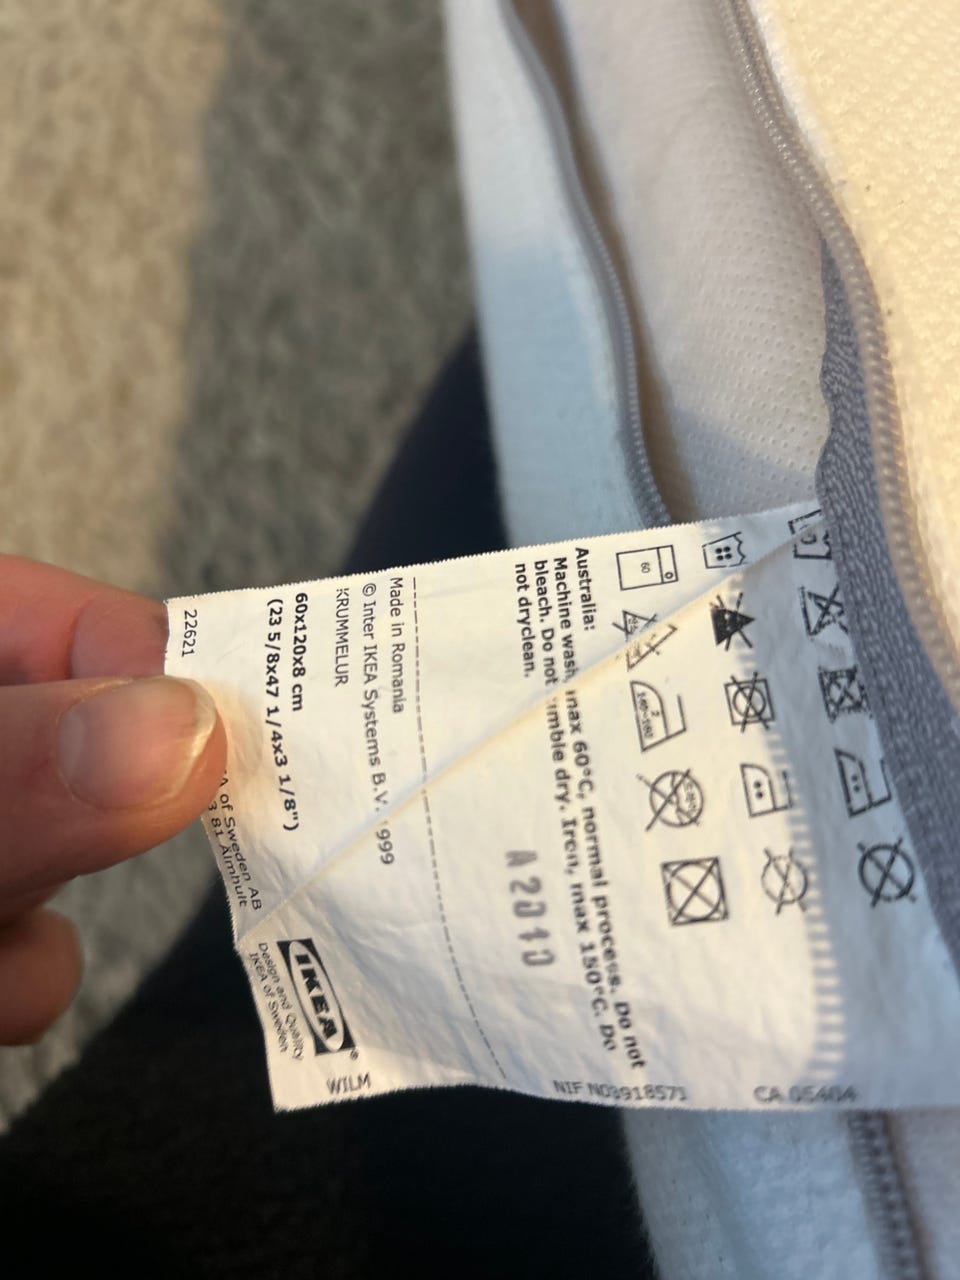 CA 05404
60
Australia:
Machine wash, max 60°C, normal process. Do not
bleach. Do not tumble dry. Iron, max 150°C. Do
not dryclean.
A2010
NIF N03918571
Made in Romania
© Inter IKEA Systems B.V. 1999
KRUMMELUR
60x120x8 cm
(23 5/8x47 1/4x3 1/8")
IKEA
®
Design and Quality
IKEA of Sweden
WILM
of Sweden AB
81 Älmhult
22621